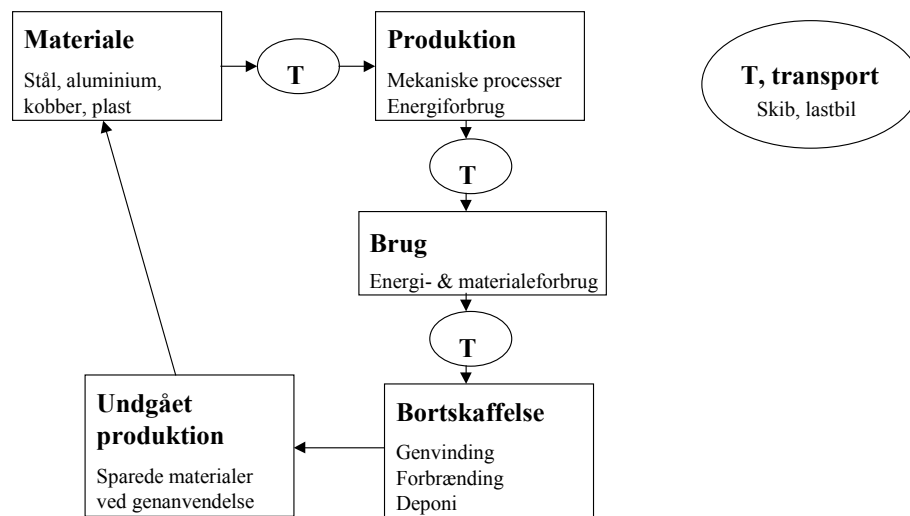 Materiale
Stål, aluminium,
kobber, plast
T
Produktion
Mekaniske processer
Energiforbrug
T, transport
Skib, lastbil
T
Brug
Energi- & materialeforbrug
T
Bortskaffelse
Genvinding
Forbrænding
Deponi
Undgået
produktion
Sparede materialer
ved genanvendelse